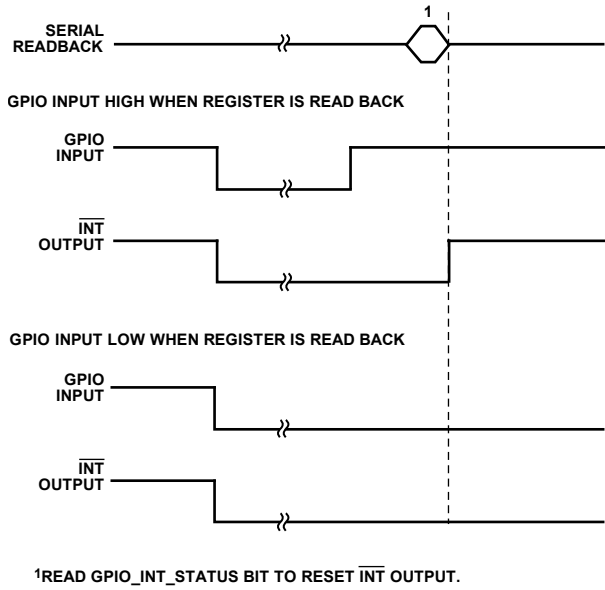 1
SERIAL
READBACK
GPIO INPUT HIGH WHEN REGISTER IS READ BACK
GPIO
INPUT
INT
OUTPUT
GPIO INPUT LOW WHEN REGISTER IS READ BACK
GPIO
INPUT
INT
OUTPUT
1READ GPIO_INT_STATUS BIT TO RESET INT OUTPUT.